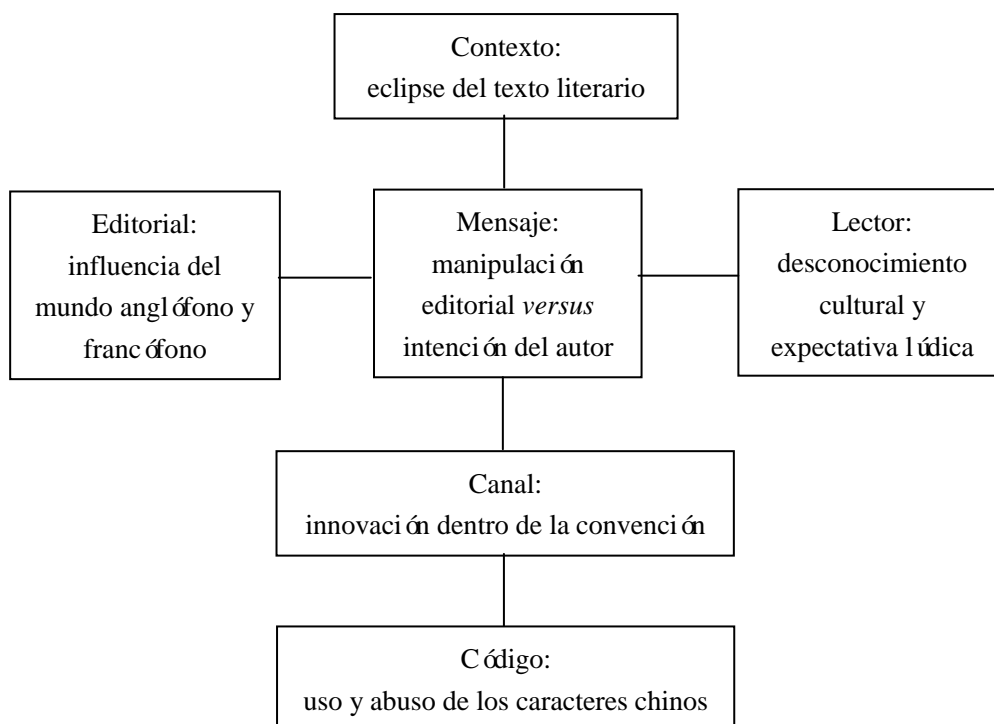 Contexto:
eclipse del texto literario
Editorial:
influencia del
mundo anglófono y
francófono
Mensaje:
manipulación
editorial versus
intención del autor
Lector:
desconocimiento
cultural y
expectativa lúdica
Canal:
innovación dentro de la convención
Código:
uso y abuso de los caracteres chinos